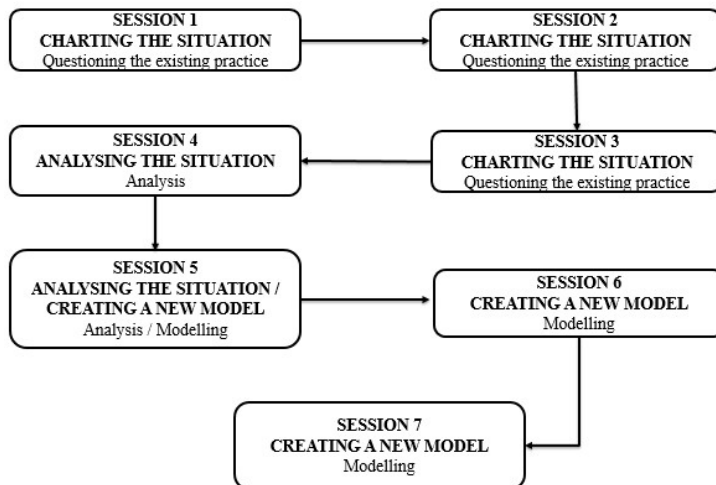 SESSION 1
CHARTING THE SITUATION
Questioning the existing practice
SESSION 2
CHARTING THE SITUATION
Questioning the existing practice
SESSION 3
CHARTING THE SITUATION
Questioning the existing practice
SESSION 4
ANALYSING THE SITUATION
Analysis
SESSION 5
ANALYSING THE SITUATION /
CREATING A NEW MODEL
Analysis / Modelling
SESSION 6
CREATING A NEW MODEL
Modelling
SESSION 7
CREATING A NEW MODEL
Modelling